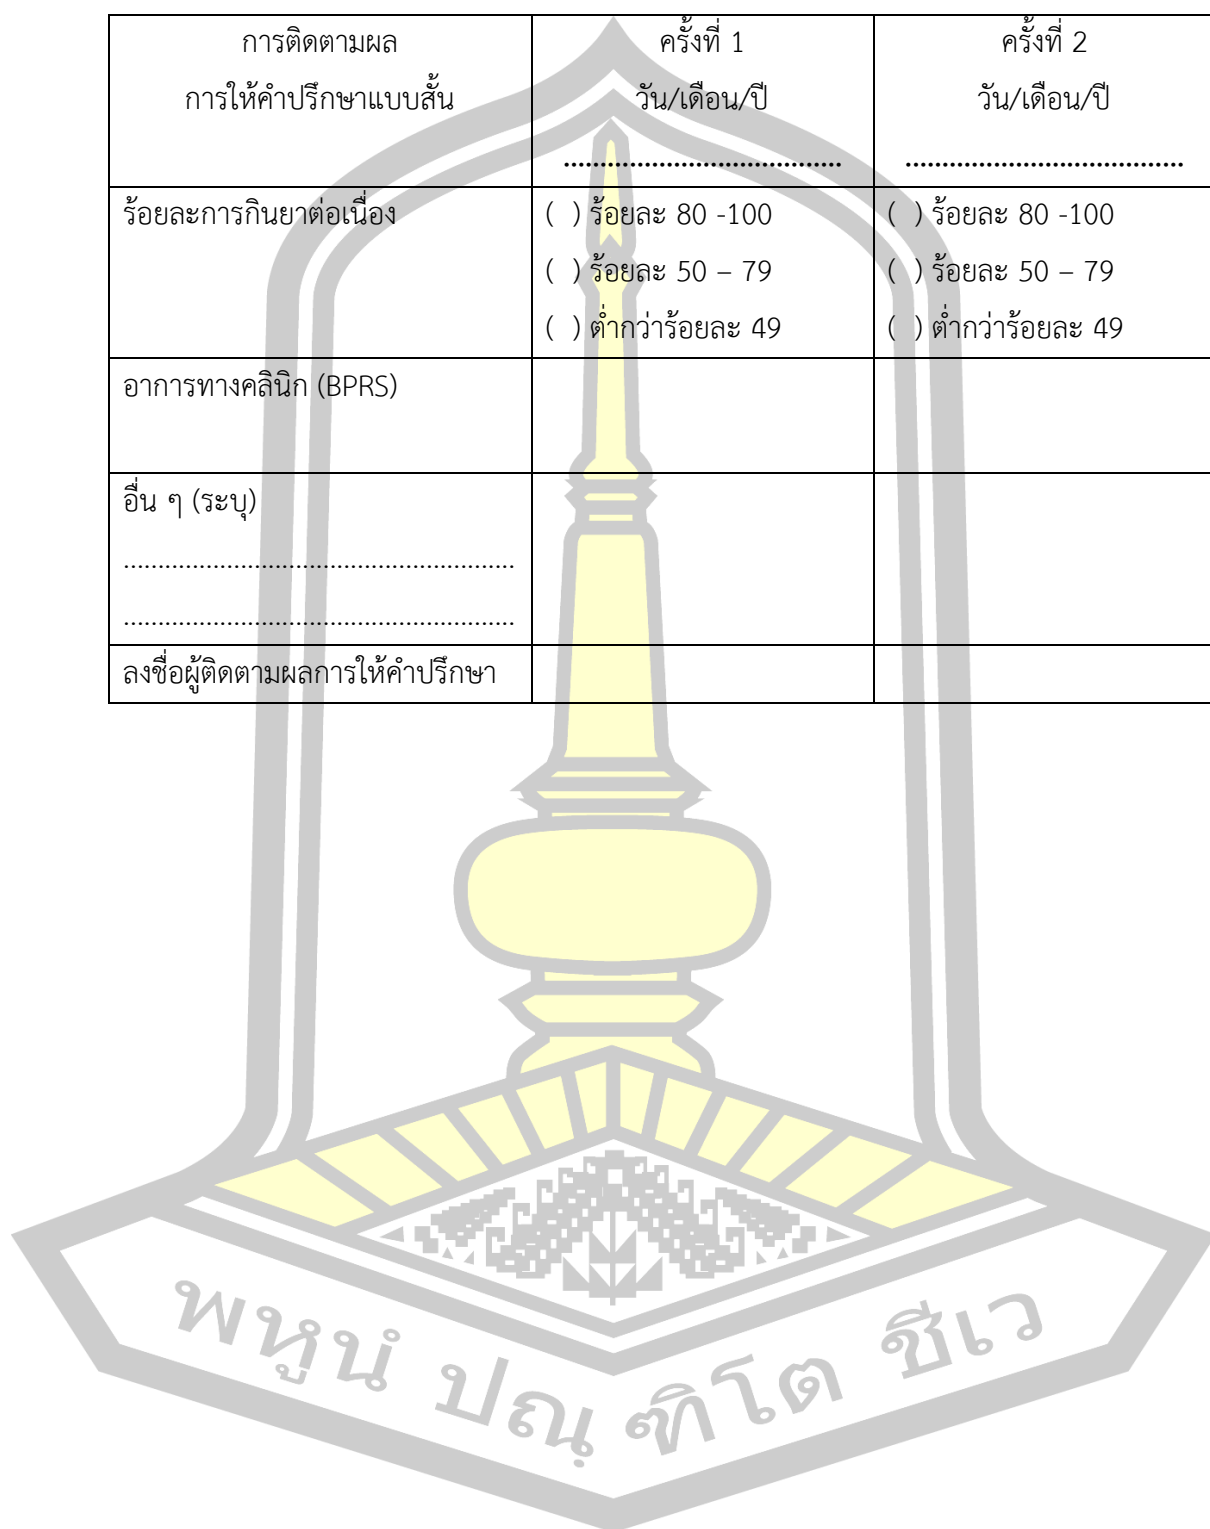 การติดตามผล
การให้คำปรึกษาแบบสั้น
ครั้งที่ 1
วัน/เดือน/ปี
......................................
ครั้งที่ 2
วัน/เดือน/ปี
......................................
ร้อยละการกินยาต่อเนื่อง
( ) ร้อยละ 80 -100
( ) ร้อยละ 50 – 79
( ) ต่ำกว่าร้อยละ 49
( ) ร้อยละ 80 -100
( ) ร้อยละ 50 – 79
( ) ต่ำกว่าร้อยละ 49
อาการทางคลินิก (BPRS)
อื่น ๆ (ระบุ)
.........................................................
.........................................................
ลงชื่อผู้ติดตามผลการให้คำปรึกษา
พหูนํ ปณฺ ฑิโต ชีเว